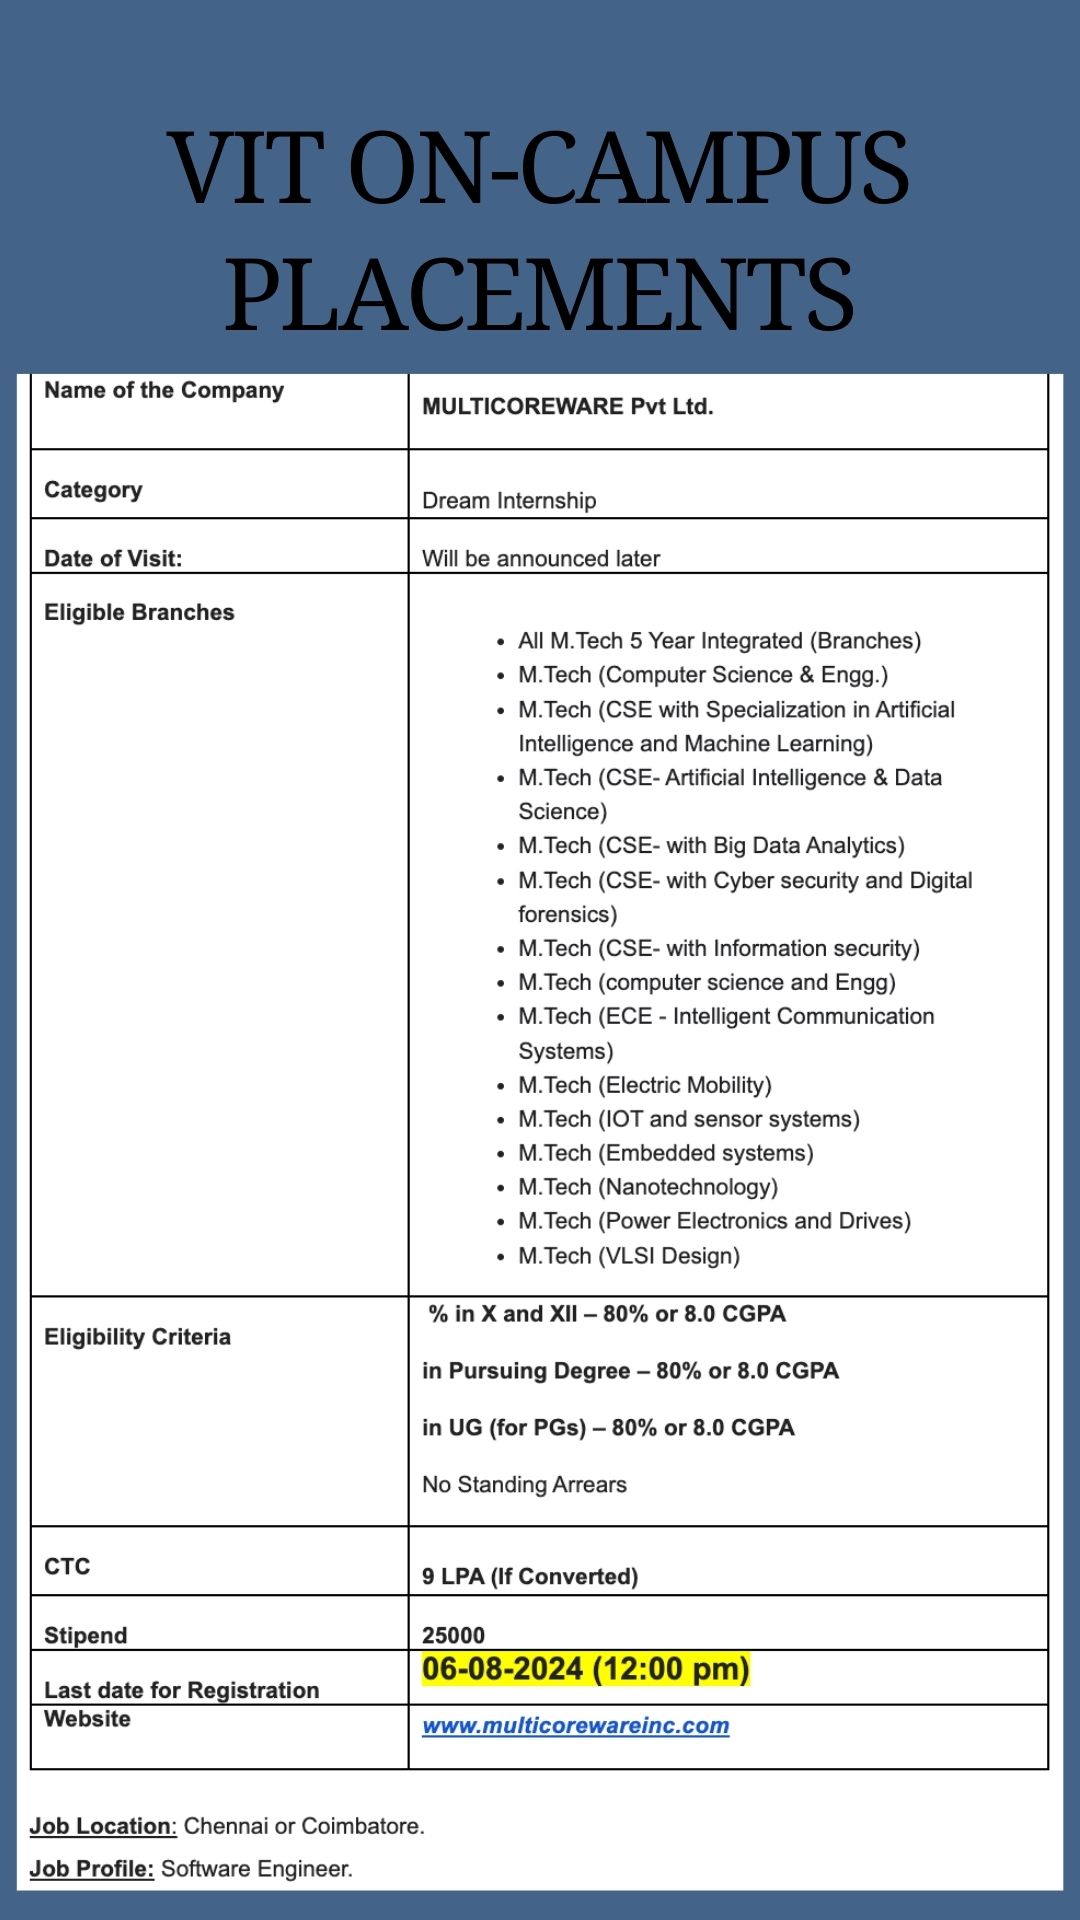 VIT ON-CAMPUS
PLACEMENTS
Name of the Company
MULTICOREWARE Pvt Ltd.
Category
Dream Internship
Date of Visit:
Will be announced later
Eligible Branches
• All M.Tech 5 Year Integrated (Branches)
• M.Tech (Computer Science & Engg.)
• M.Tech (CSE with Specialization in Artificial
Intelligence and Machine Learning)
• M.Tech (CSE- Artificial Intelligence & Data
Science)
• M.Tech (CSE- with Big Data Analytics)
• M.Tech (CSE- with Cyber security and Digital
forensics)
• M.Tech (CSE- with Information security)
• M.Tech (computer science and Engg)
• M.Tech (ECE - Intelligent Communication
Systems)
• M.Tech (Electric Mobility)
• M.Tech (IOT and sensor systems)
• M.Tech (Embedded systems)
• M.Tech (Nanotechnology)
• M.Tech (Power Electronics and Drives)
• M.Tech (VLSI Design)
Eligibility Criteria
% in X and XII – 80% or 8.0 CGPA
in Pursuing Degree – 80% or 8.0 CGPA
in UG (for PGs) – 80% or 8.0 CGPA
No Standing Arrears
CTC
9 LPA (If Converted)
Stipend
25000
Last date for Registration
06-08-2024 (12:00 pm)
Website
www.multicorewareinc.com
Job Location: Chennai or Coimbatore.
Job Profile: Software Engineer.